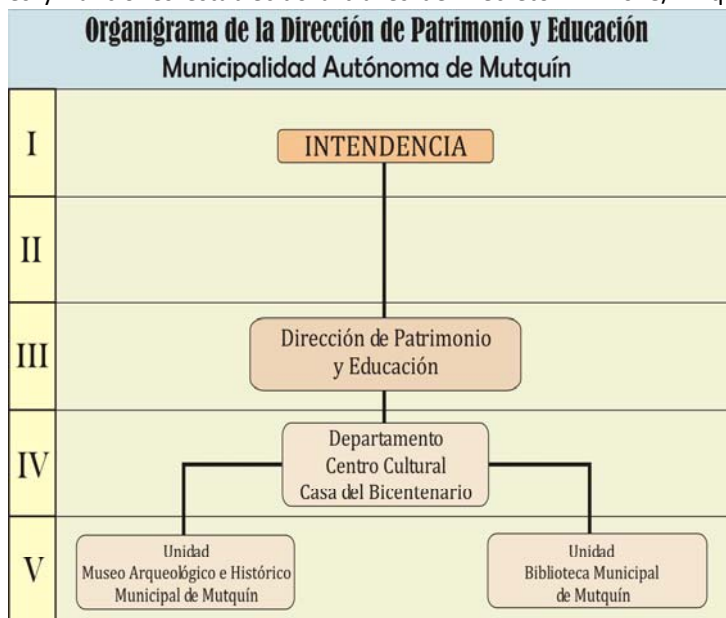 Organigrama de la Dirección de Patrimonio y Educación
Municipalidad Autónoma de Mutquín
I
INTENDENCIA
II
III
Dirección de Patrimonio
y Educación
IV
Departamento
Centro Cultural
Casa del Bicentenario
V
Unidad
Museo Arqueológico e Histórico
Municipal de Mutquín
Unidad
Biblioteca Municipal
de Mutquín